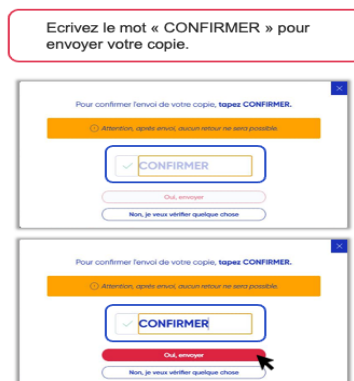 Ecrivez le mot « CONFIRMER » pour
envoyer votre copie.
Pour confirmer l'envoi de votre copie, tapez CONFIRMER.
Attention, après envoi, aucun retour ne sera possible.
CONFIRMER
Oui, envoyer
Non, je veux vérifier quelque chose
Pour confirmer l'envoi de votre copie, tapez CONFIRMER.
Attention, après envoi, aucun retour ne sera possible.
CONFIRMER
Oui, envoyer
Non, je veux vérifier quelque chose